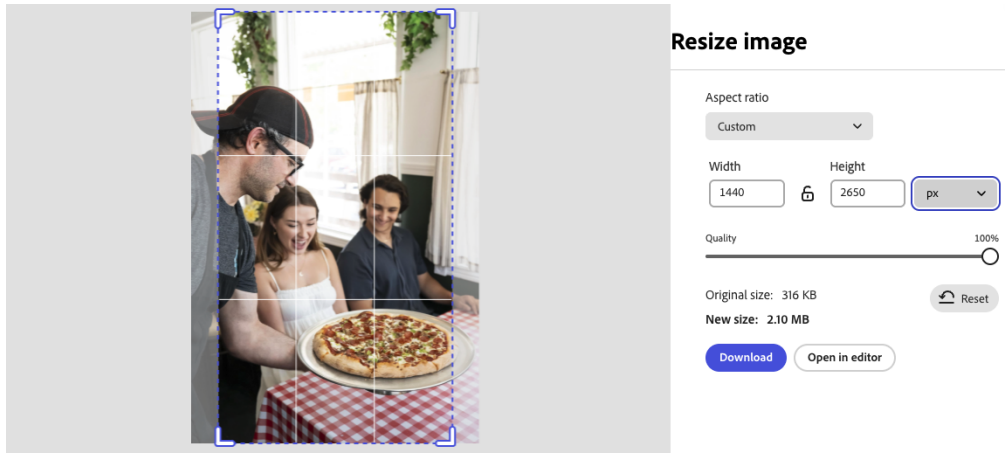 Resize image
Aspect ratio
Custom
Width Height
1440 2650 px
Quality 100%
Original size: 316 KB
Reset
New size: 2.10 MB
Download Open in editor